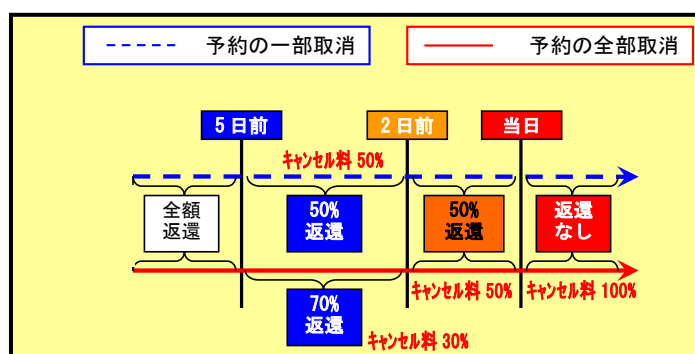 予約の一部取消
予約の全部取消
5日前
2日前
当日
キャンセル料 50%
全額
返還
50%
返還
50%
返還
返還
なし
キャンセル料 50%
キャンセル料 100%
70%
返還
キャンセル料 30%